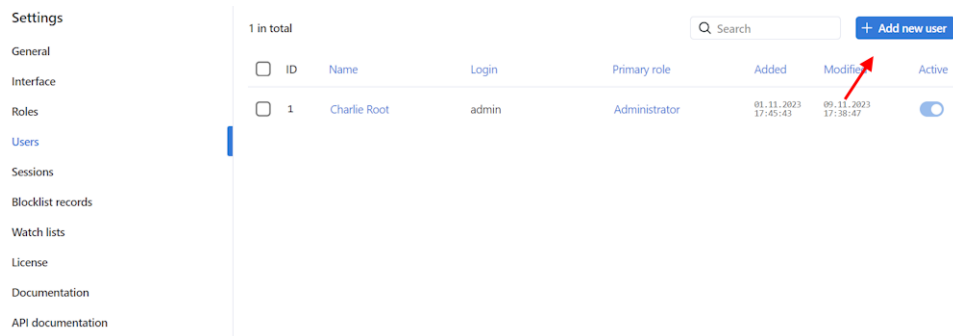 Settings
General
Interface
Roles
Users
Sessions
Blocklist records
Watch lists
License
Documentation
API documentation
1 in total
Search
+ Add new user
ID Name Login Primary role Added Modified Active
1 Charlie Root admin Administrator 01.11.2023 09.11.2023
17:45:43 17:38:47